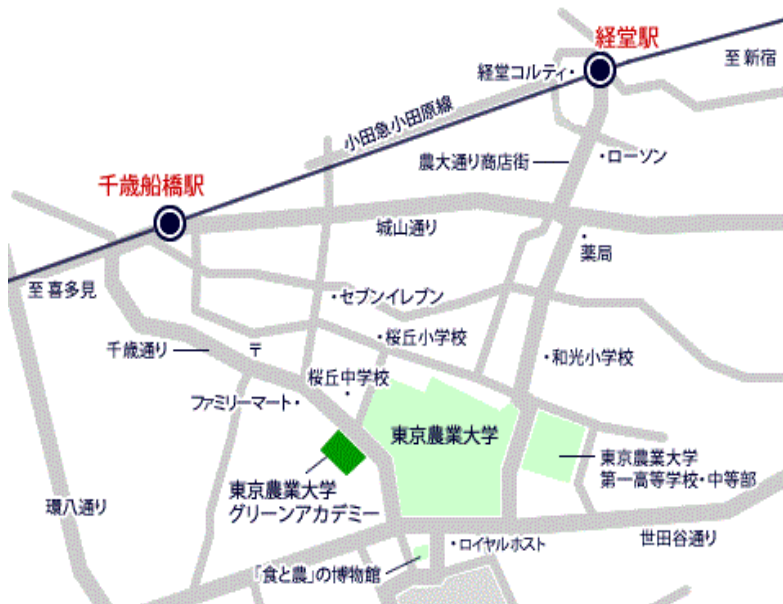 経堂駅
至 新宿
経堂コルティ・
小田急小田原線
農大通り商店街
・ローソン
千歳船橋駅
城山通り
・薬局
至 喜多見
・セブンイレブン
・桜丘小学校
千歳通り
〒
・和光小学校
桜丘中学校・
ファミリーマート・
東京農業大学
東京農業大学
第一高等学校・中等部
東京農業大学
グリーンアカデミー
環八通り
世田谷通り
・ロイヤルホスト
「食と農」の博物館